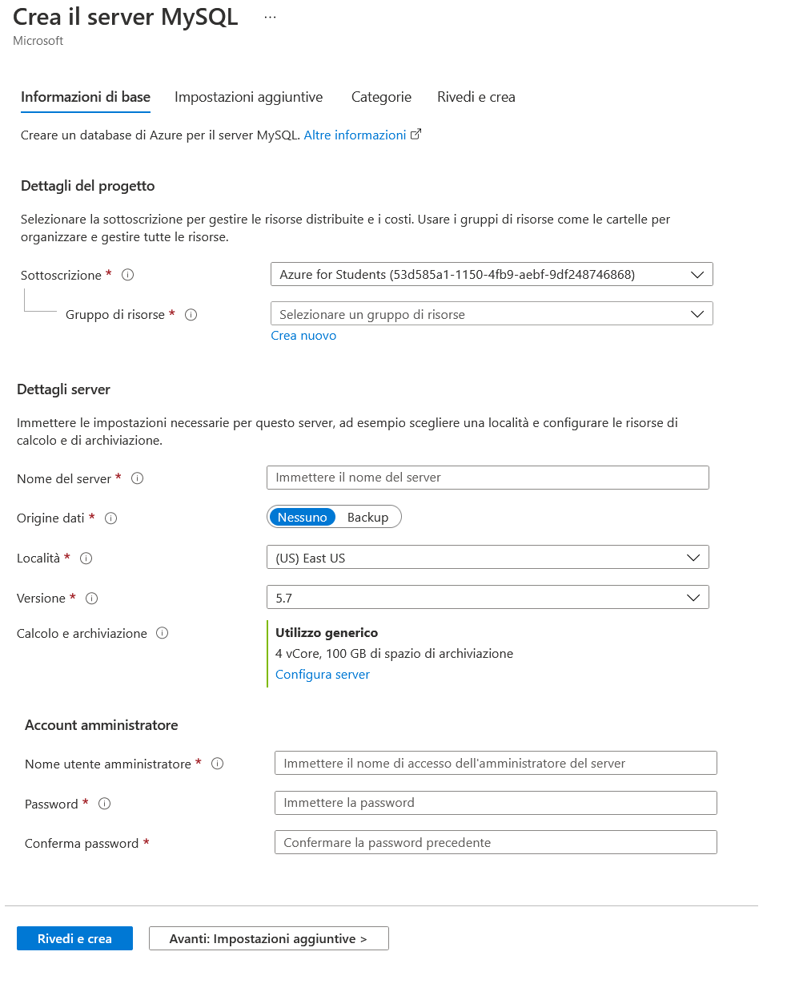 Crea il server MySQL ...
Microsoft
Informazioni di base Impostazioni aggiuntive Categorie Rivedi e crea
Creare un database di Azure per il server MySQL. Altre informazioni
Dettagli del progetto
Selezionare la sottoscrizione per gestire le risorse distribuite e i costi. Usare i gruppi di risorse come le cartelle per
organizzare e gestire tutte le risorse.
Sottoscrizione * Azure for Students (53d585a1-1150-4fb9-aebf-9df248746868)
Gruppo di risorse * Selezionare un gruppo di risorse
Crea nuovo
Dettagli server
Immettere le impostazioni necessarie per questo server, ad esempio scegliere una località e configurare le risorse di
calcolo e di archiviazione.
Nome del server * Immettere il nome del server
Origine dati * Nessuno Backup
Località * (US) East US
Versione * 5.7
Calcolo e archiviazione Utilizzo generico
4 vCore, 100 GB di spazio di archiviazione
Configura server
Account amministratore
Nome utente amministratore * Immettere il nome di accesso dell'amministratore del server
Password * Immettere la password
Conferma password * Confermare la password precedente
Rivedi e crea Avanti: Impostazioni aggiuntive >